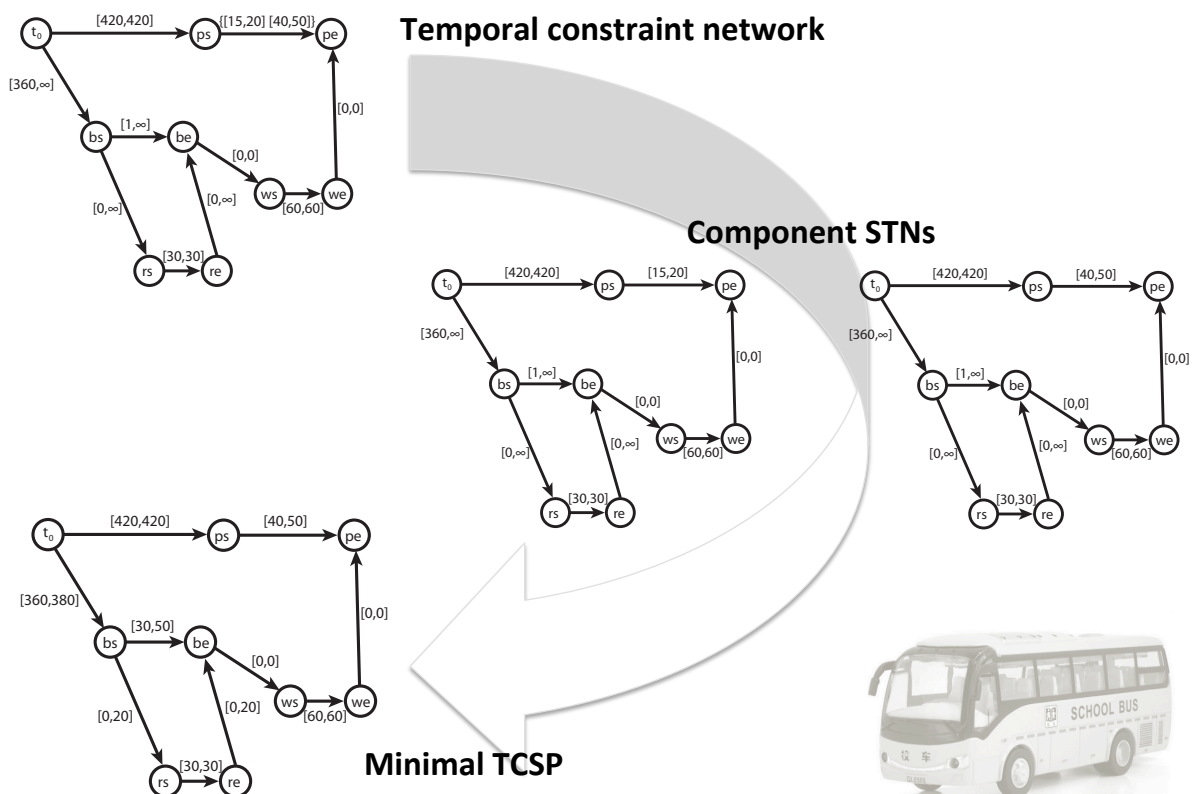 Temporal constraint network
t₀
[420,420]
ps
{[15,20] [40,50]}
pe
[360,∞]
[0,0]
bs
[1,∞]
be
[0,0]
[0,∞]
[0,∞]
ws
[60,60]
we
rs
[30,30]
re
Component STNs
t₀
[420,420]
ps
[15,20]
pe
[360,∞]
[0,0]
bs
[1,∞]
be
[0,0]
[0,∞]
[0,∞]
ws
[60,60]
we
rs
[30,30]
re
t₀
[420,420]
ps
[40,50]
pe
[360,∞]
[0,0]
bs
[1,∞]
be
[0,0]
[0,∞]
[0,∞]
ws
[60,60]
we
rs
[30,30]
re
t₀
[420,420]
ps
[40,50]
pe
[360,380]
[0,0]
bs
[30,50]
be
[0,0]
[0,20]
[0,20]
ws
[60,60]
we
rs
[30,30]
re
Minimal TCSP
SCHOOL BUS
校 车